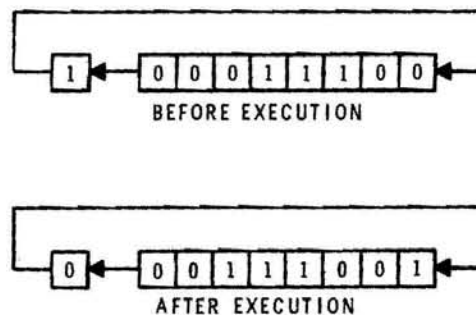 1 0 0 0 1 1 1 0 0
BEFORE EXECUTION
0 0 0 1 1 1 0 0 1
AFTER EXECUTION